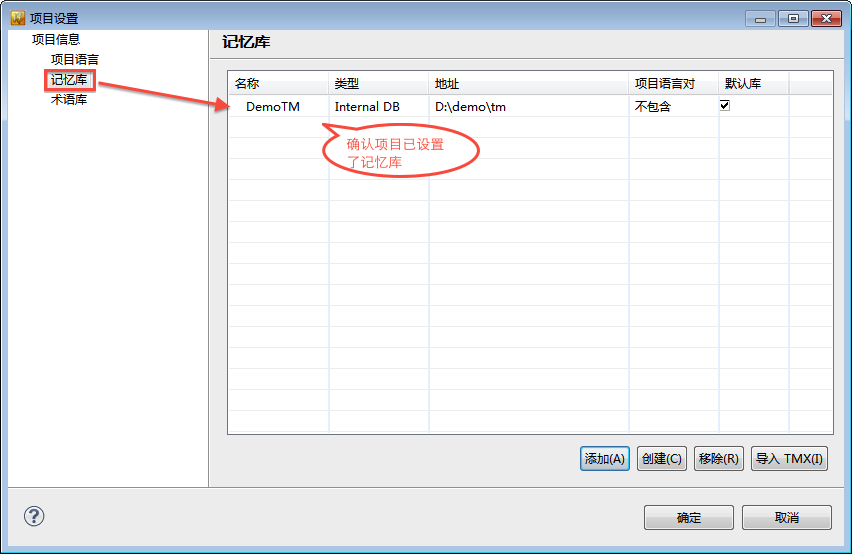 项目设置
项目信息
项目语言
记忆库
术语库
记忆库
名称 类型 地址 项目语言对 默认库
DemoTM Internal DB D:\demo\tm 不包含
确认项目已设置
了记忆库
添加(A) 创建(C) 移除(R) 导入 TMX(I)
?
确定 取消